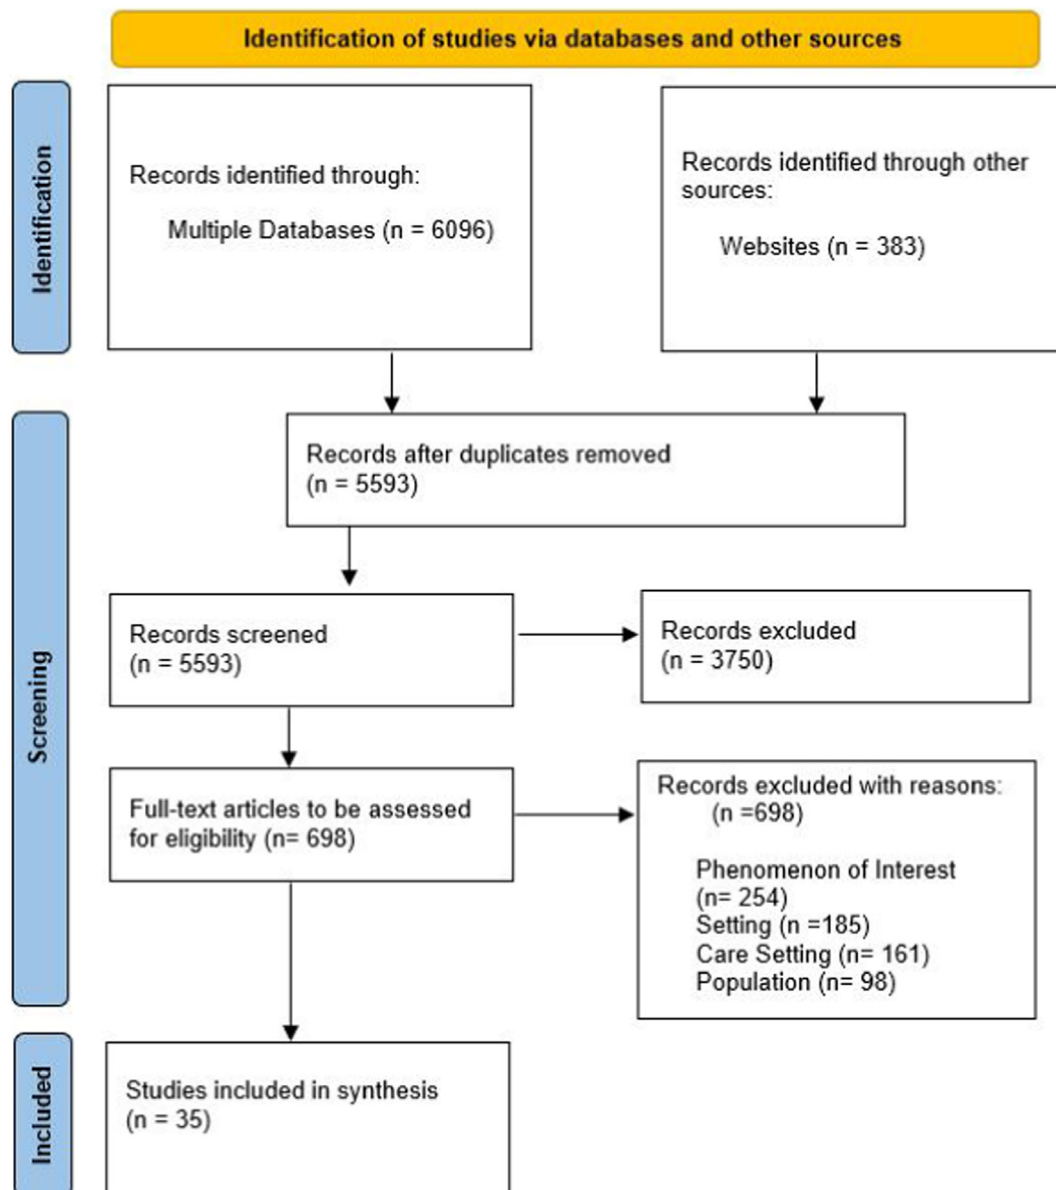 Identification of studies via databases and other sources
Identification
Records identified through:
Multiple Databases (n = 6096)
Records identified through other
sources:
Websites (n = 383)
Screening
Records after duplicates removed
(n = 5593)
Records screened
(n = 5593)
Records excluded
(n = 3750)
Full-text articles to be assessed
for eligibility (n= 698)
Records excluded with reasons:
(n =698)
Phenomenon of Interest
(n= 254)
Setting (n =185)
Care Setting (n= 161)
Population (n= 98)
Included
Studies included in synthesis
(n = 35)